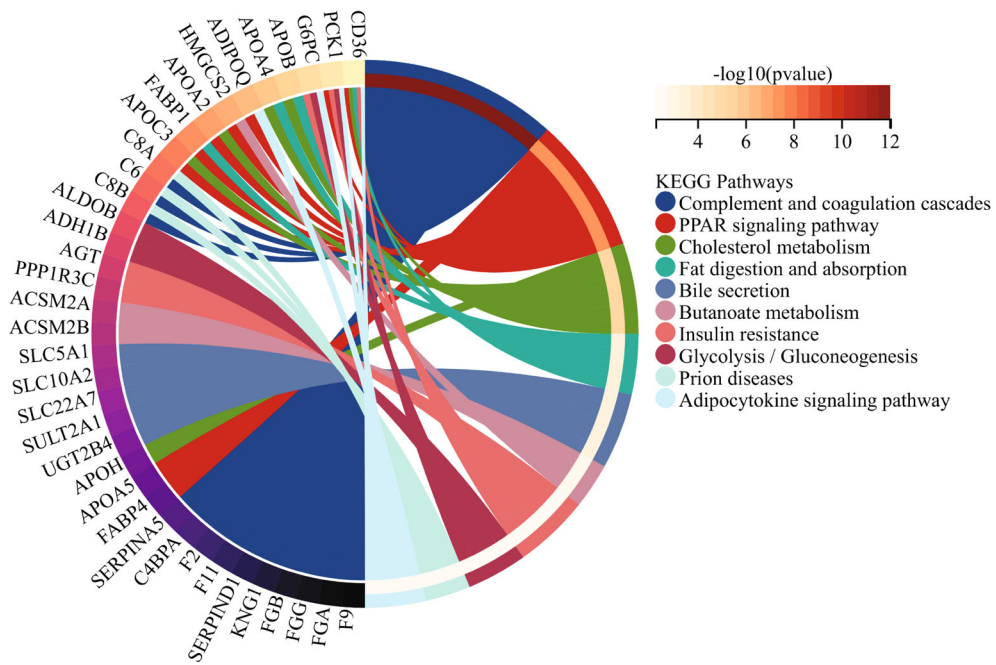 CD36
PCK1
G6PC
APOB
APOA4
ADIPOQ
HMGCS2
APOA2
FABP1
APOC3
C8A
C6
C8B
ALDOB
ADH1B
AGT
PPP1R3C
ACSM2A
ACSM2B
SLC5A1
SLC10A2
SLC22A7
SULT2A1
UGT2B4
APOH
APOA5
FABP4
SERPINA5
C4BPA
F2
F11
SERPIND1
KNG1
FGB
FGG
FGA
F9
-log10(pvalue)
4 6 8 10 12
KEGG Pathways
Complement and coagulation cascades
PPAR signaling pathway
Cholesterol metabolism
Fat digestion and absorption
Bile secretion
Butanoate metabolism
Insulin resistance
Glycolysis / Gluconeogenesis
Prion diseases
Adipocytokine signaling pathway